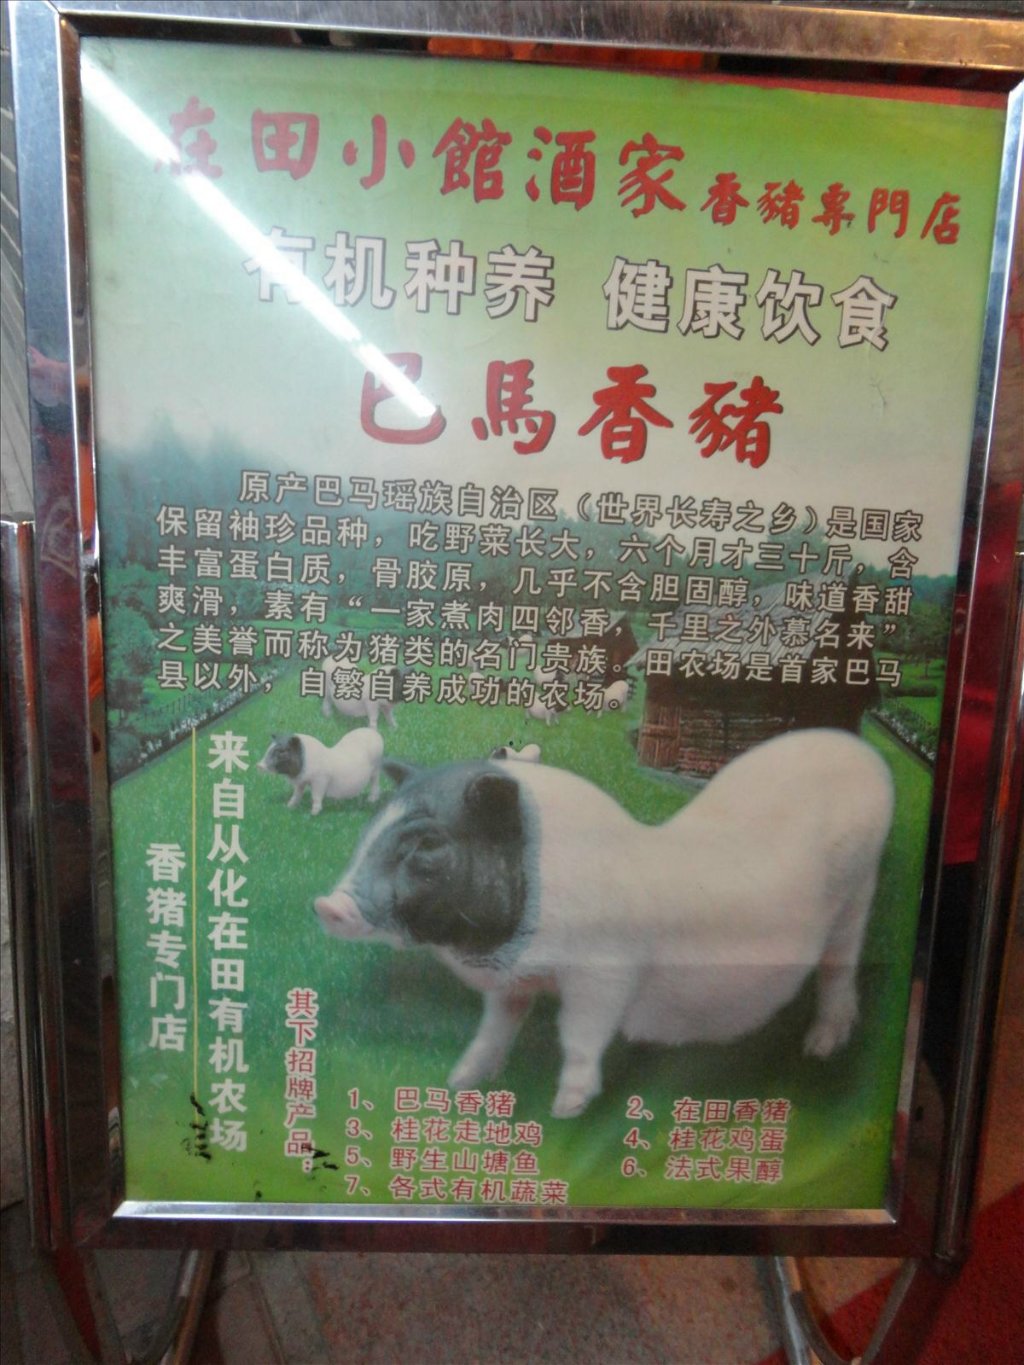 在田小館酒家 香豬專門店
有机种养 健康饮食
巴馬香豬
原产巴马瑶族自治区（世界长寿之乡）是国家
保留袖珍品种，吃野菜长大，六个月才三十斤，含
丰富蛋白质，骨胶原，几乎不含胆固醇，味道香甜
爽滑，素有“一家煮肉四邻香，千里之外慕名来”
之美誉而称为猪类的名门贵族。田农场是首家巴马
县以外，自繁自养成功的农场。
来自从化在田有机农场
香猪专门店
其下招牌产品：
1、巴马香猪 2、在田香猪
3、桂花走地鸡 4、桂花鸡蛋
5、野生山塘鱼 6、法式果醇
7、各式有机蔬菜